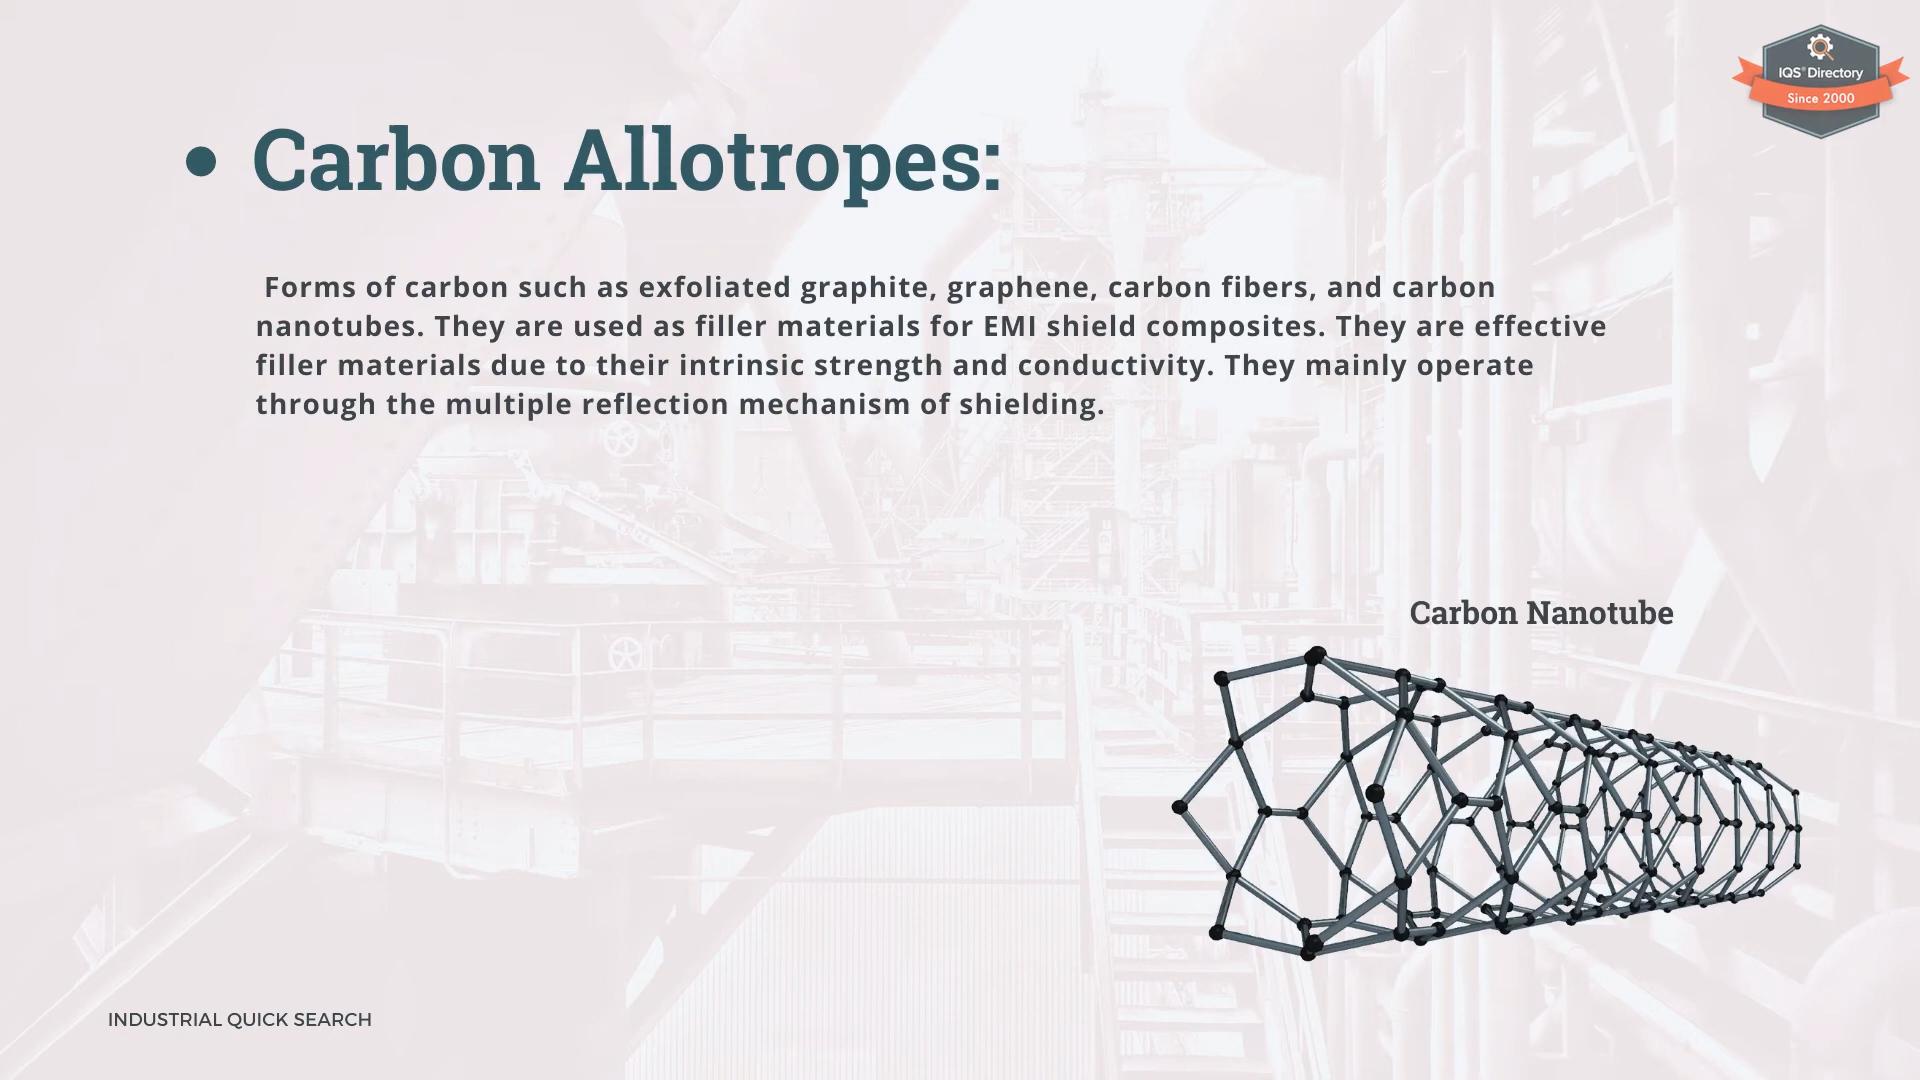 IQS® Directory
Since 2000
• Carbon Allotropes:
Forms of carbon such as exfoliated graphite, graphene, carbon fibers, and carbon
nanotubes. They are used as filler materials for EMI shield composites. They are effective
filler materials due to their intrinsic strength and conductivity. They mainly operate
through the multiple reflection mechanism of shielding.
Carbon Nanotube
INDUSTRIAL QUICK SEARCH